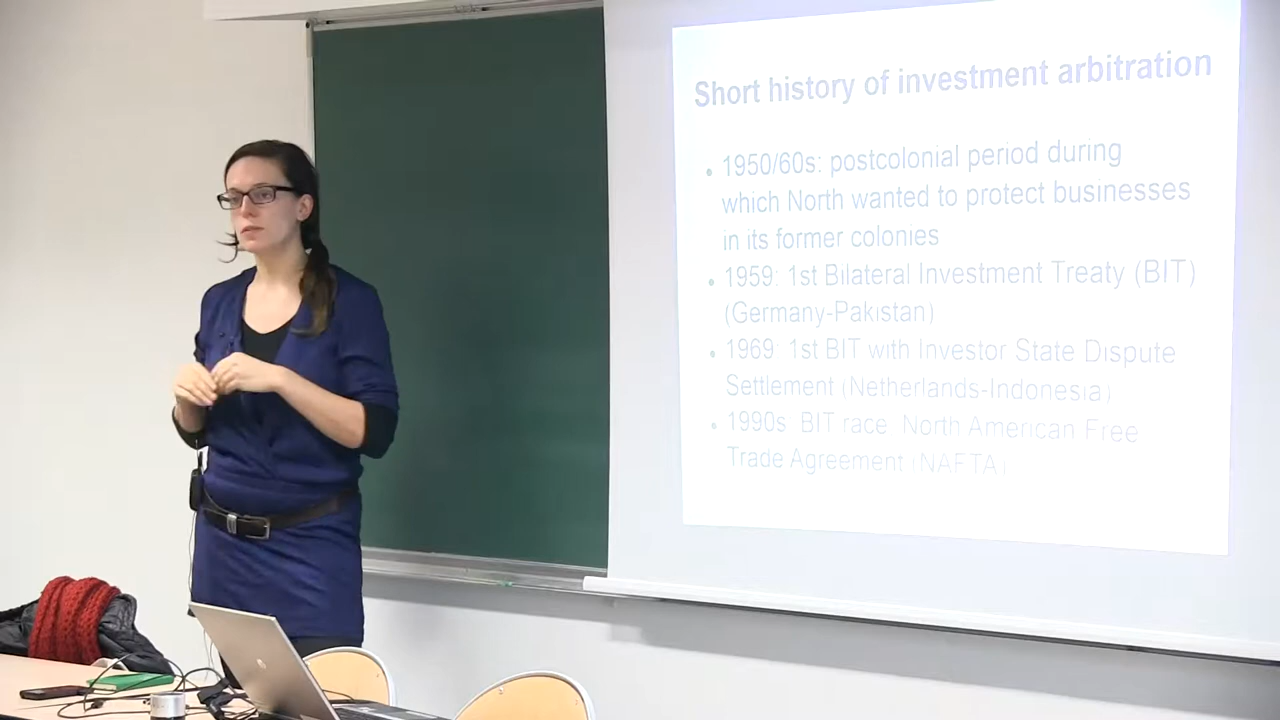 Short history of investment arbitration
• 1950/60s: postcolonial period during
which North wanted to protect businesses
in its former colonies
• 1959: 1st Bilateral Investment Treaty (BIT)
(Germany-Pakistan)
• 1969: 1st BIT with Investor State Dispute
Settlement (Netherlands-Indonesia)
• 1990s: BIT race. North American Free
Trade Agreement (NAFTA)